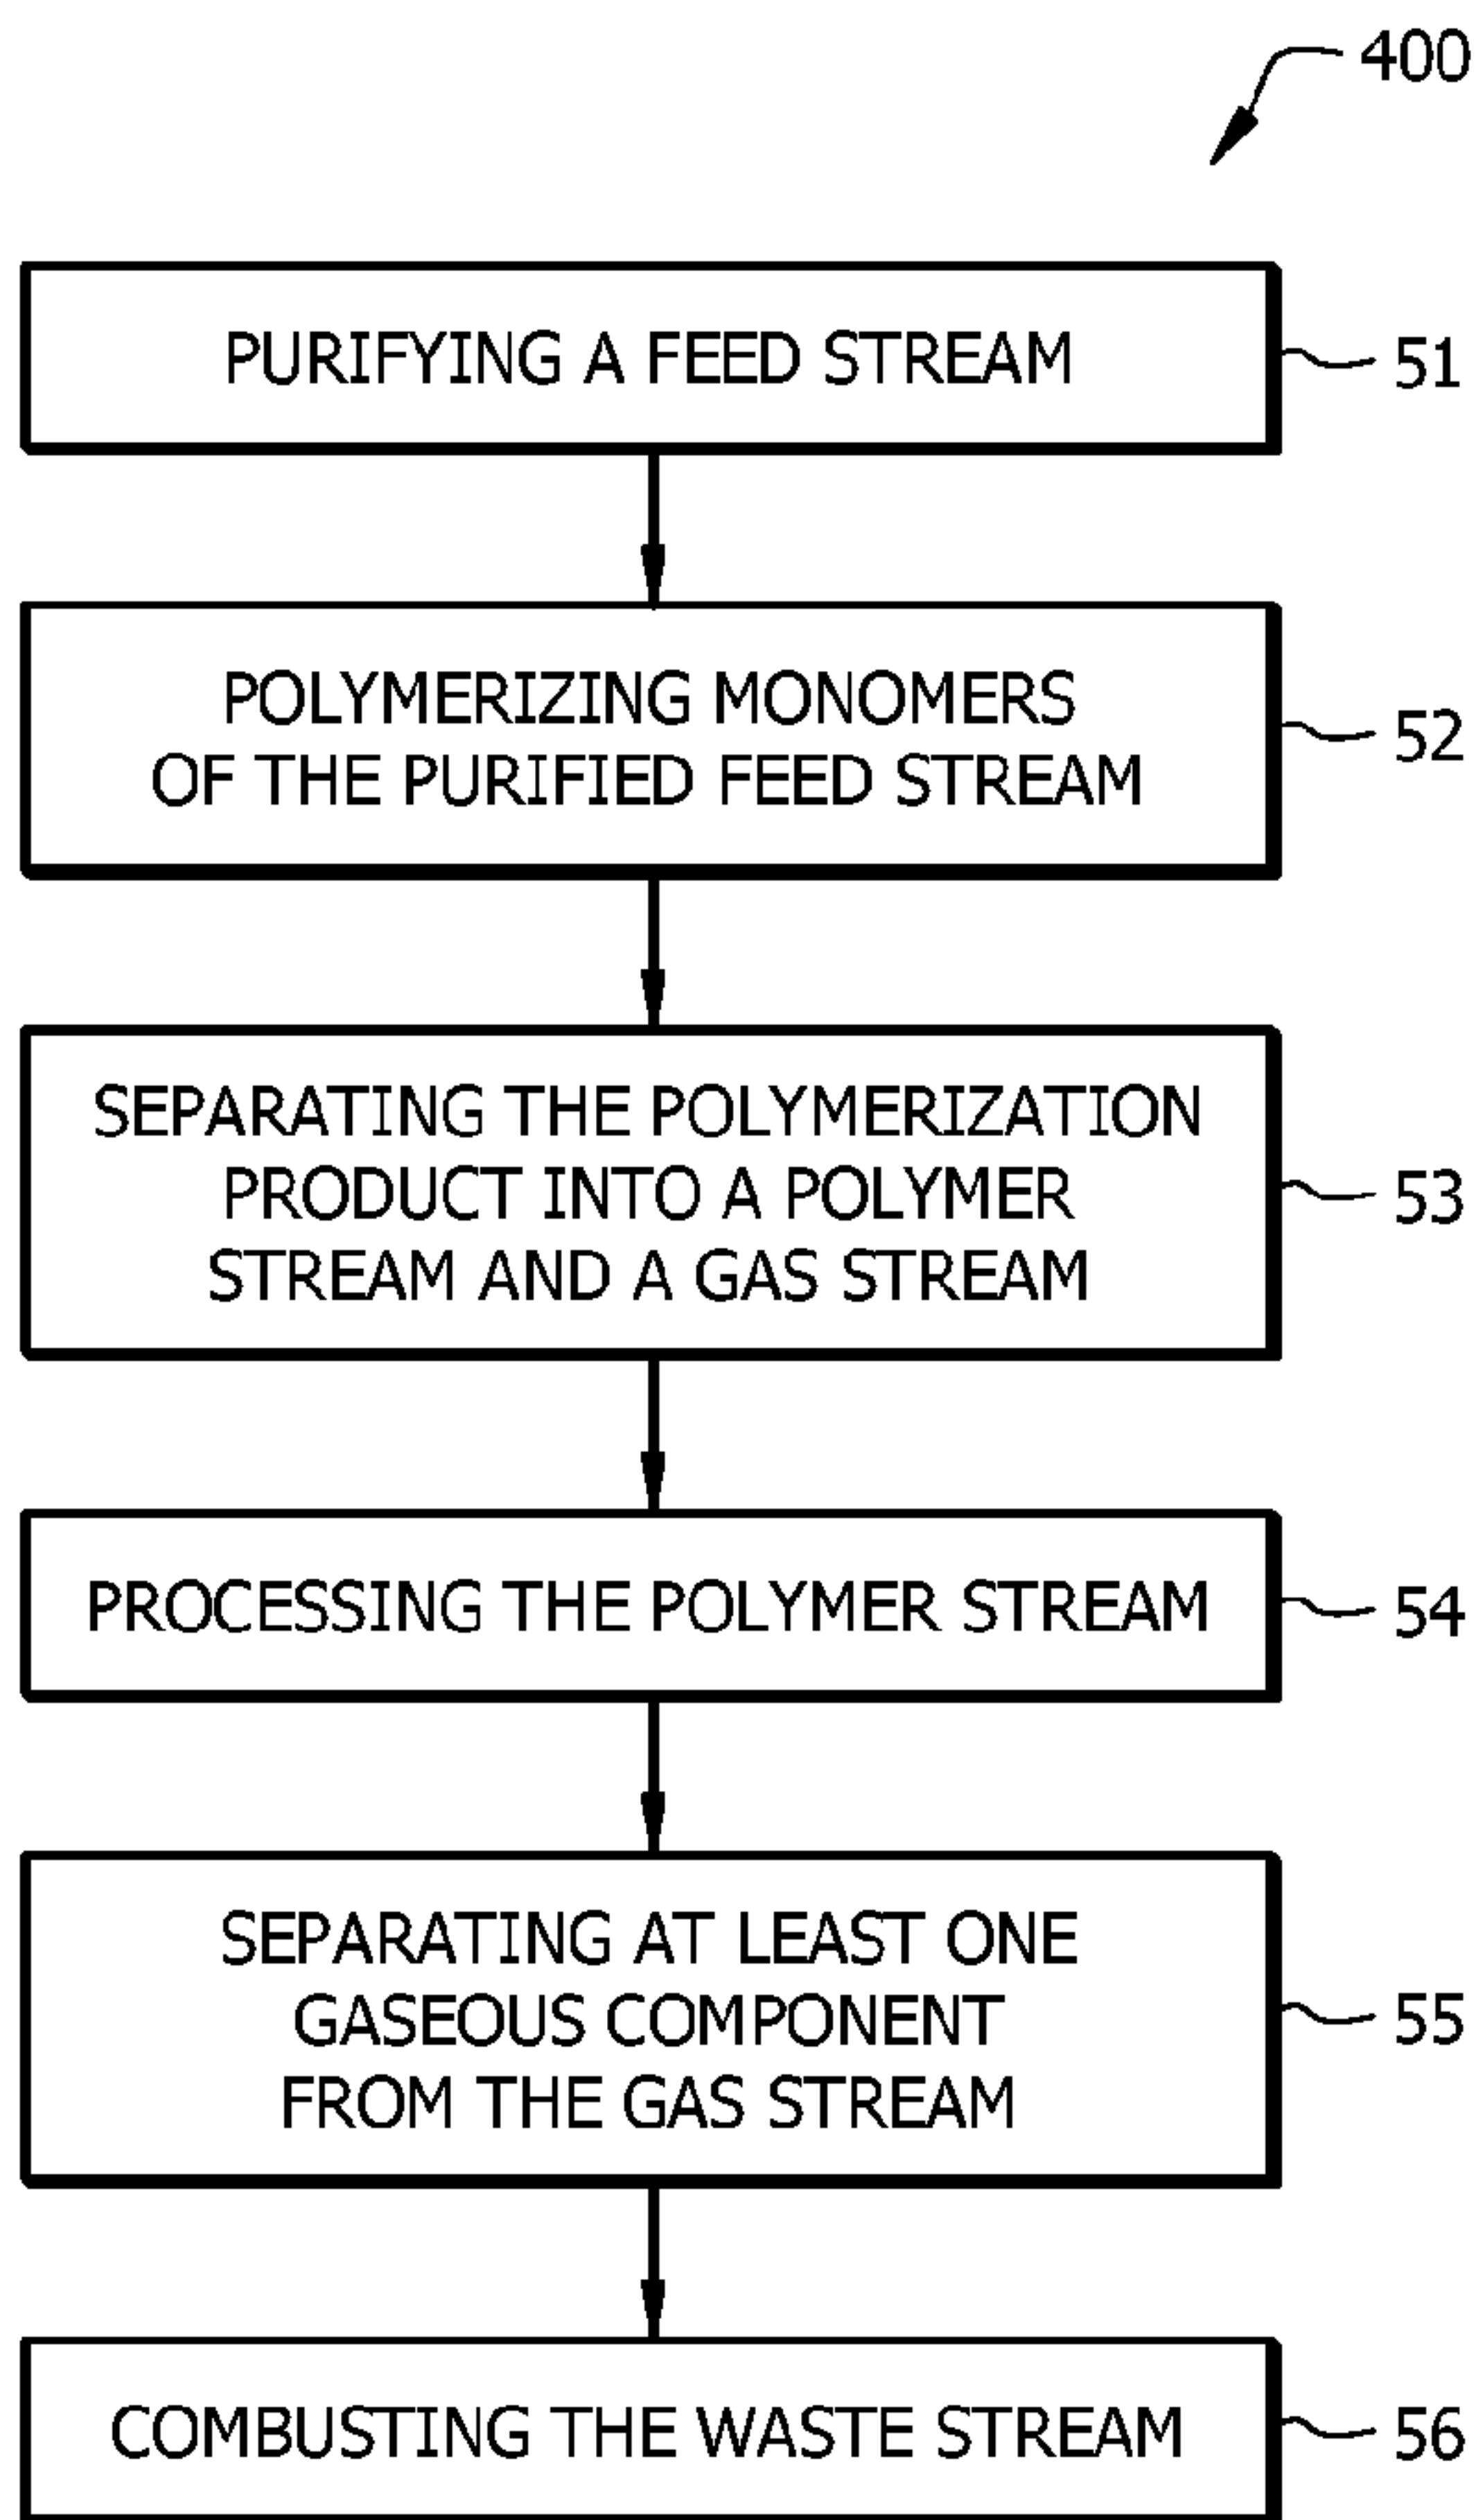 400
PURIFYING A FEED STREAM
51
POLYMERIZING MONOMERS
OF THE PURIFIED FEED STREAM
52
SEPARATING THE POLYMERIZATION
PRODUCT INTO A POLYMER
STREAM AND A GAS STREAM
53
PROCESSING THE POLYMER STREAM
54
SEPARATING AT LEAST ONE
GASEOUS COMPONENT
FROM THE GAS STREAM
55
COMBUSTING THE WASTE STREAM
56